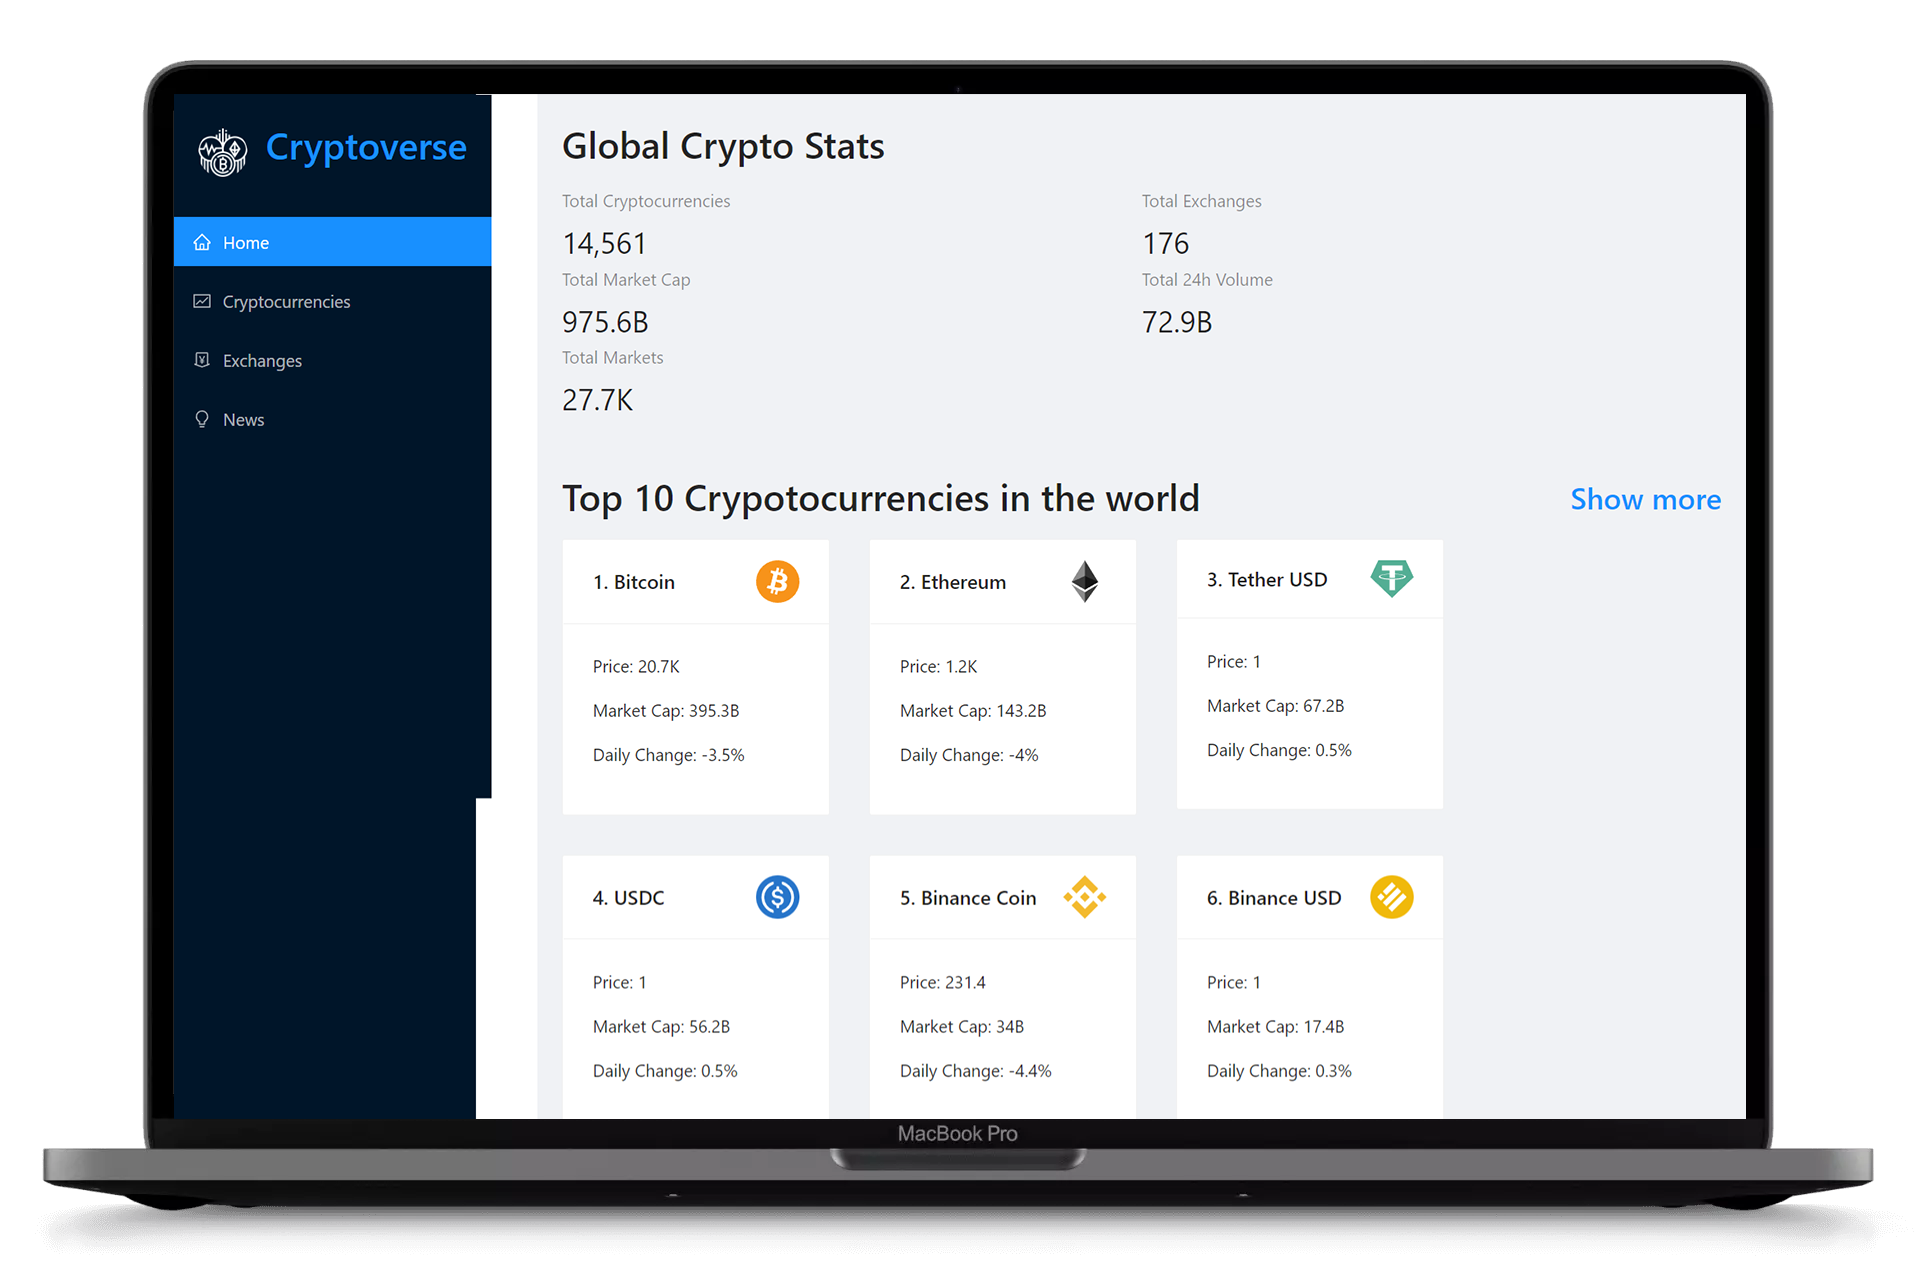 Cryptoverse
Home
Cryptocurrencies
Exchanges
News
Global Crypto Stats
Total Cryptocurrencies
14,561
Total Exchanges
176
Total Market Cap
975.6B
Total 24h Volume
72.9B
Total Markets
27.7K
Top 10 Crypotocurrencies in the world
Show more
1. Bitcoin
Price: 20.7K
Market Cap: 395.3B
Daily Change: -3.5%
2. Ethereum
Price: 1.2K
Market Cap: 143.2B
Daily Change: -4%
3. Tether USD
Price: 1
Market Cap: 67.2B
Daily Change: 0.5%
4. USDC
Price: 1
Market Cap: 56.2B
Daily Change: 0.5%
5. Binance Coin
Price: 231.4
Market Cap: 34B
Daily Change: -4.4%
6. Binance USD
Price: 1
Market Cap: 17.4B
Daily Change: 0.3%
MacBook Pro